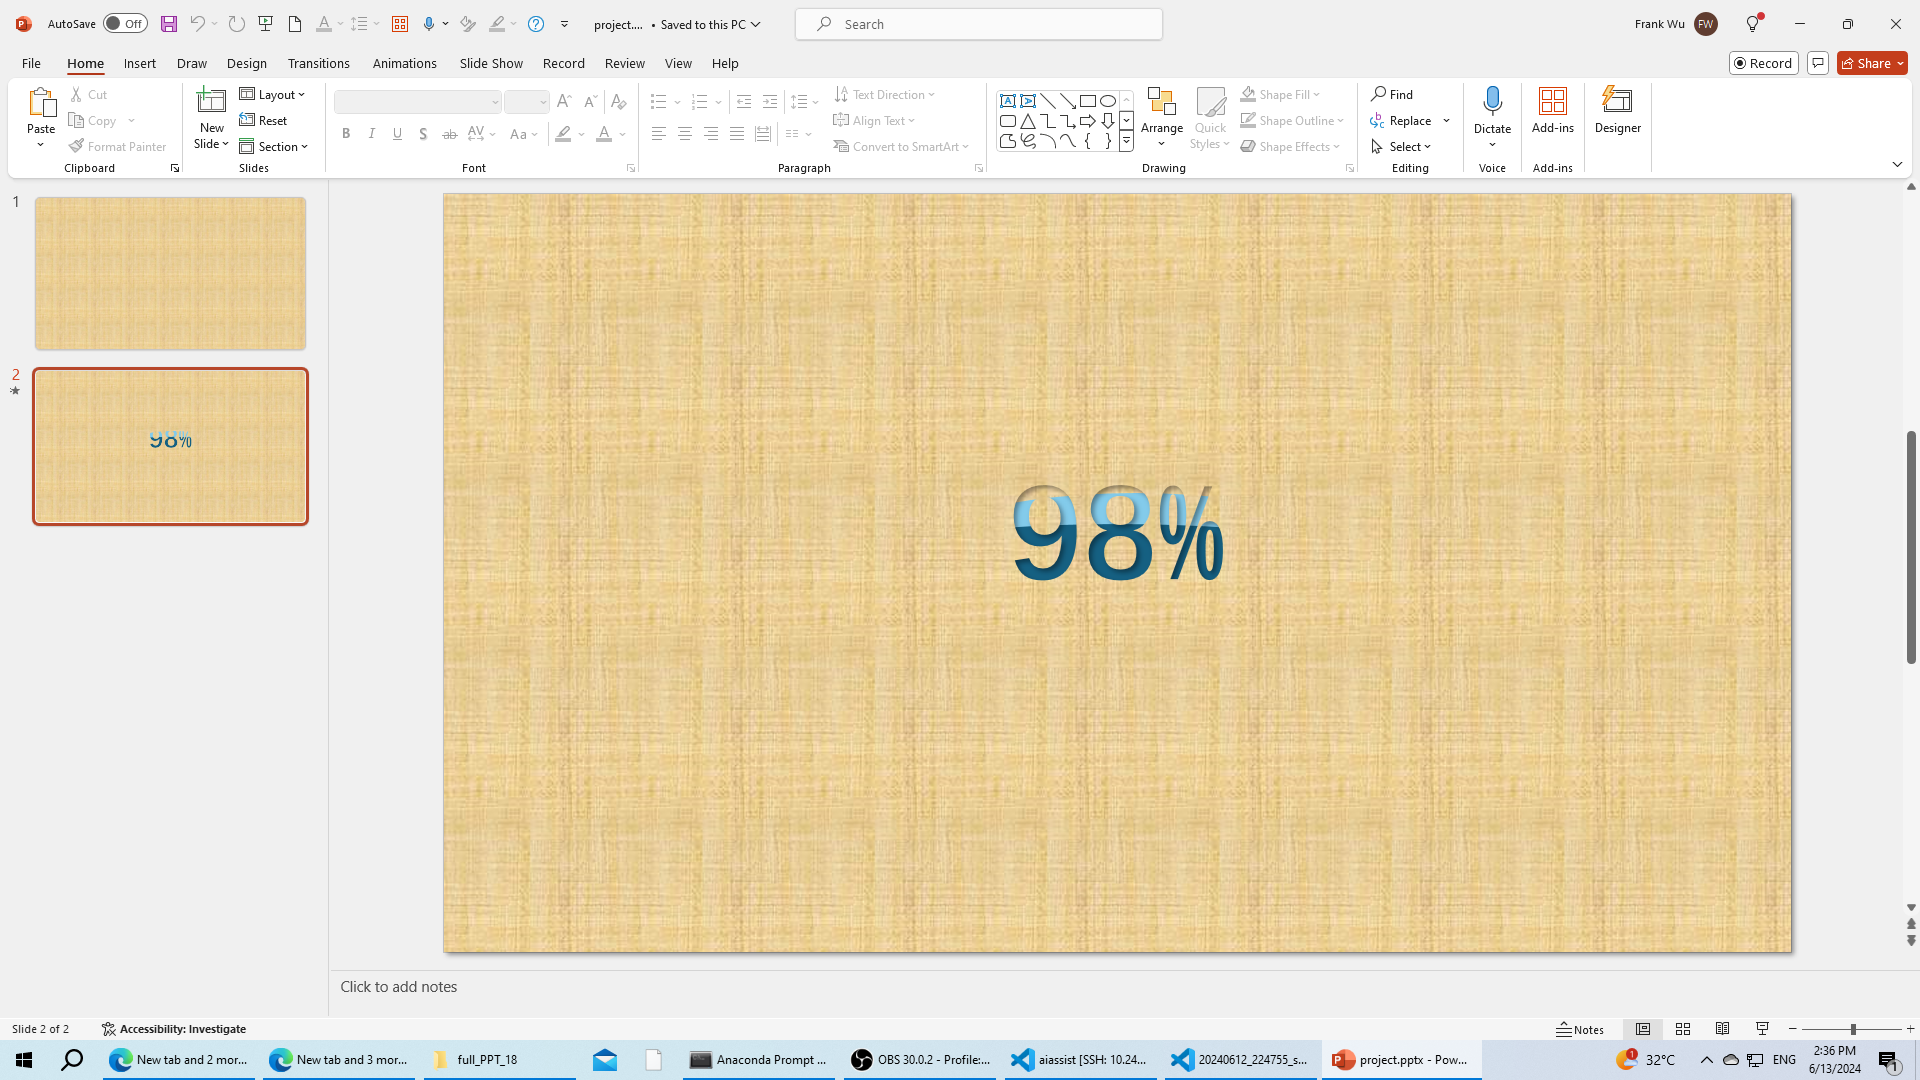 AutoSave Off project.... • Saved to this PC Search Frank Wu FW
File Home Insert Draw Design Transitions Animations Slide Show Record Review View Help Record Share
Paste Cut Copy Format Painter Clipboard
New Slide Layout Reset Section Slides
B I U S ab AV Aa A Font
Text Direction Align Text Convert to SmartArt Paragraph
Arrange Quick Styles Shape Fill Shape Outline Shape Effects Drawing
Find Replace Select Editing
Dictate Voice
Add-ins Add-ins
Designer
1
2
98%
98%
Click to add notes
Slide 2 of 2 Accessibility: Investigate Notes
New tab and 2 mor... New tab and 3 mor... full_PPT_18 Anaconda Prompt ... OBS 30.0.2 - Profile:... aiassist [SSH: 10.24... 20240612_224755_s... project.pptx - Pow... 1 32°C ENG 2:36 PM 6/13/2024 1